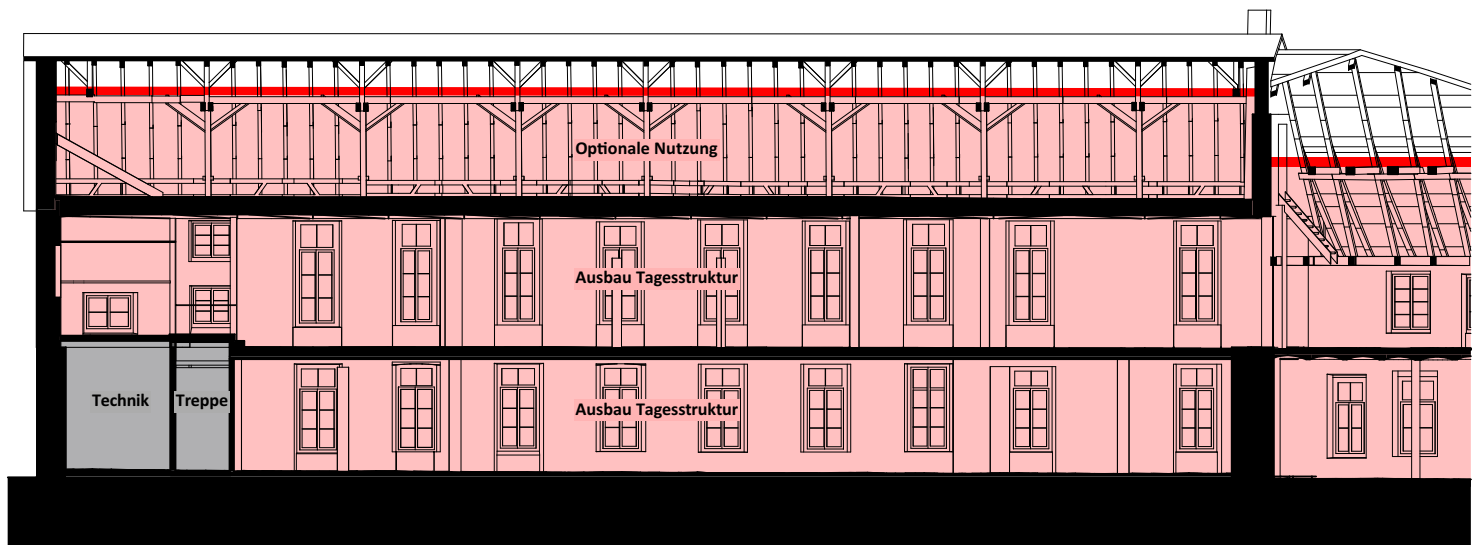 Optionale Nutzung
Ausbau Tagesstruktur
Technik
Treppe
Ausbau Tagesstruktur